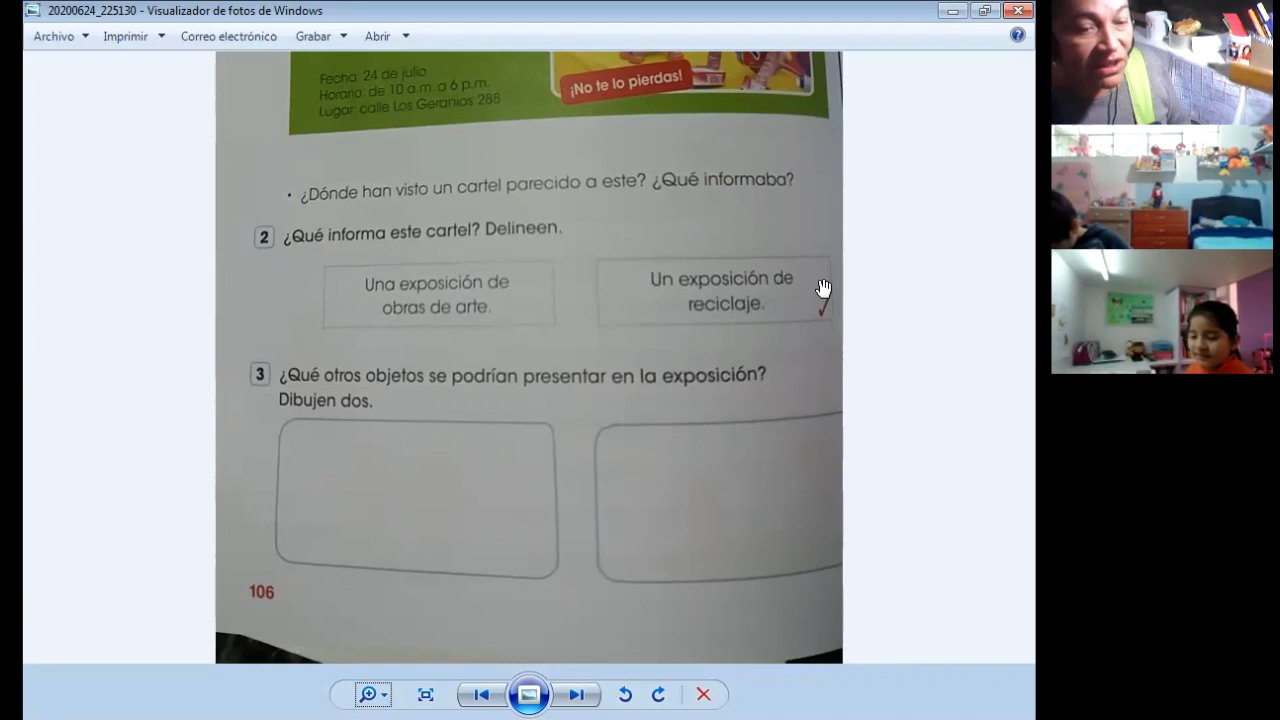 20200624_225130 - Visualizador de fotos de Windows
Archivo Imprimir Correo electrónico Grabar Abrir
Fecha: 24 de julio
Horario: de 10 a.m. a 6 p.m.
Lugar: calle Los Geranios 288
¡No te lo pierdas!
• ¿Dónde han visto un cartel parecido a este? ¿Qué informaba?
2 ¿Qué informa este cartel? Delineen.
Una exposición de
obras de arte.
Un exposición de
reciclaje.
3 ¿Qué otros objetos se podrían presentar en la exposición?
Dibujen dos.
106